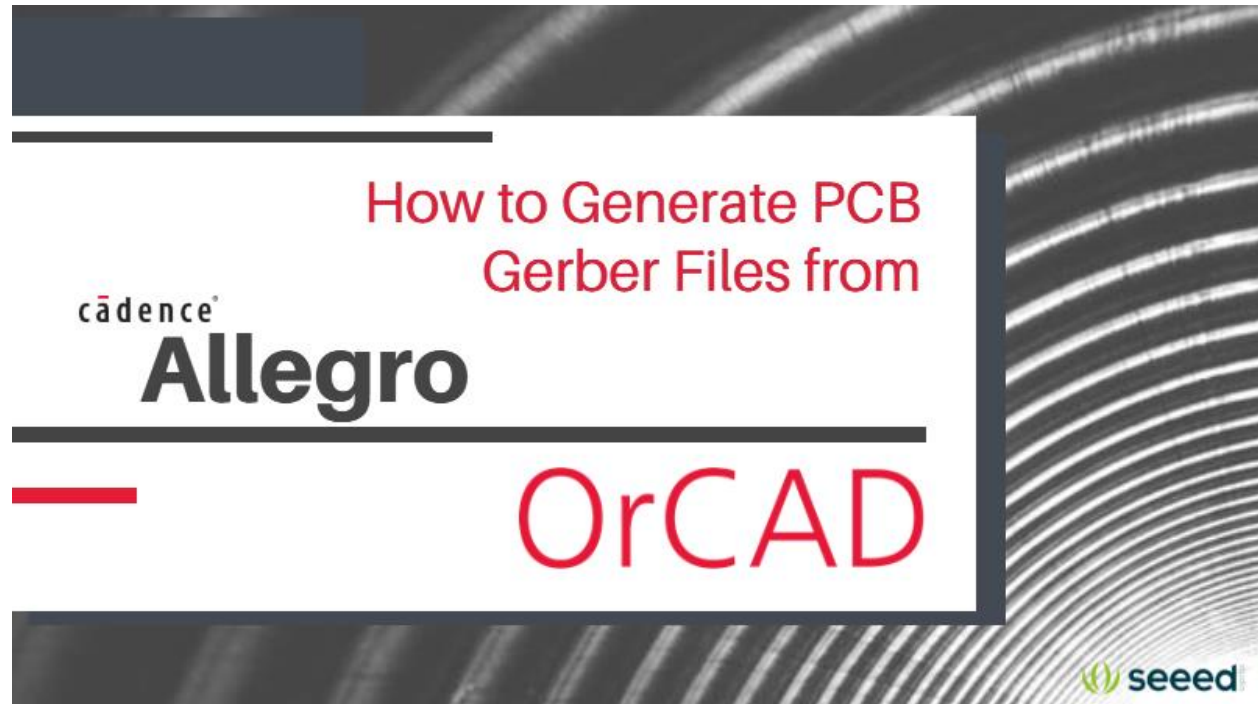 How to Generate PCB
Gerber Files from
cādence®
Allegro
OrCAD
seeed